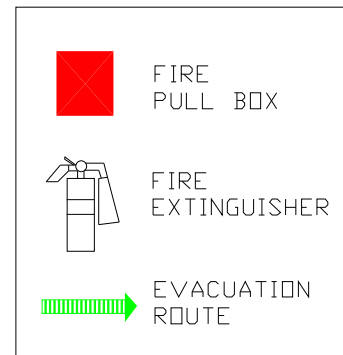 FIRE
PULL BOX
FIRE
EXTINGUISHER
EVACUATION
ROUTE